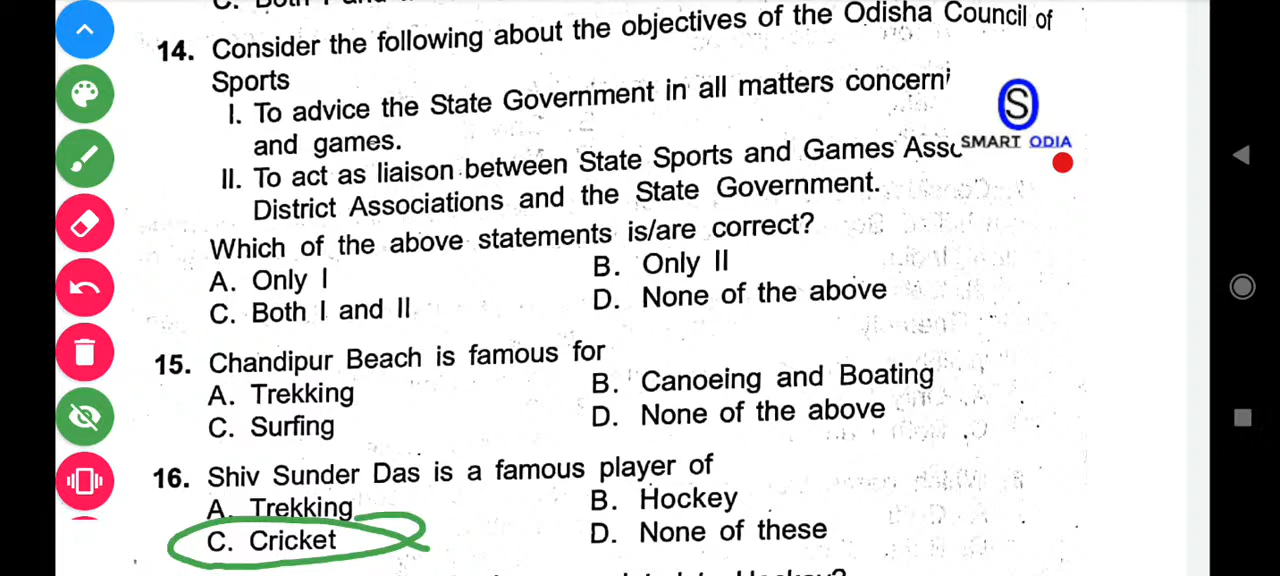 14. Consider the following about the objectives of the Odisha Council of
Sports
I. To advice the State Government in all matters
and games.
II. To act as liaison between State Sports and Games
District Associations and the State Government.
Which of the above statements is/are correct?
A. Only I
B. Only II
C. Both I and II
D. None of the above
S
SMART ODIA
15. Chandipur Beach is famous for
A. Trekking
B. Canoeing and Boating
C. Surfing
D. None of the above
16. Shiv Sunder Das is a famous player of
A. Trekking
B. Hockey
C. Cricket
D. None of these